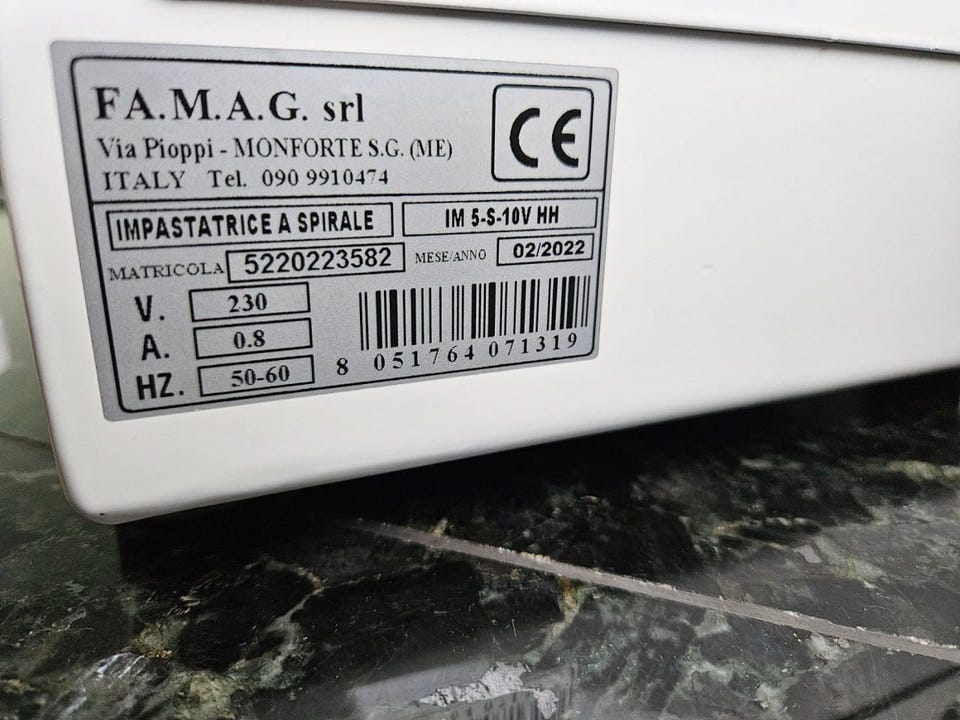 FA.M.A.G. srl
CE
Via Pioppi - MONFORTE S.G. (ME)
ITALY Tel. 090 9910474
IMPASTATRICE A SPIRALE IM 5-S-10V HH
MATRICOLA 5220223582 MESE/ANNO 02/2022
V. 230
A. 0.8
HZ. 50-60
8 051764 071319